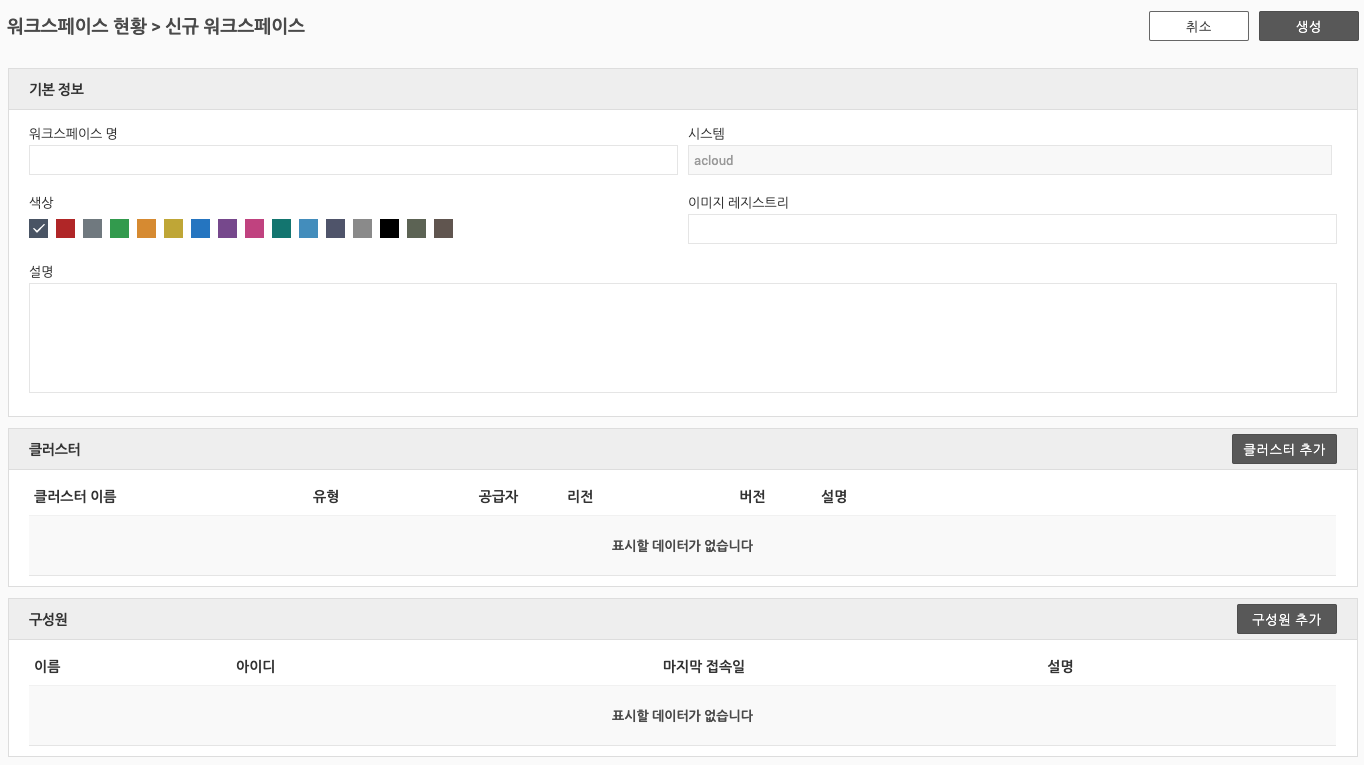 워크스페이스 현황 > 신규 워크스페이스
취소
생성
기본 정보
워크스페이스 명
시스템
acloud
색상
이미지 레지스트리
설명
클러스터
클러스터 추가
클러스터 이름 유형 공급자 리전 버전 설명
표시할 데이터가 없습니다
구성원
구성원 추가
이름 아이디 마지막 접속일 설명
표시할 데이터가 없습니다